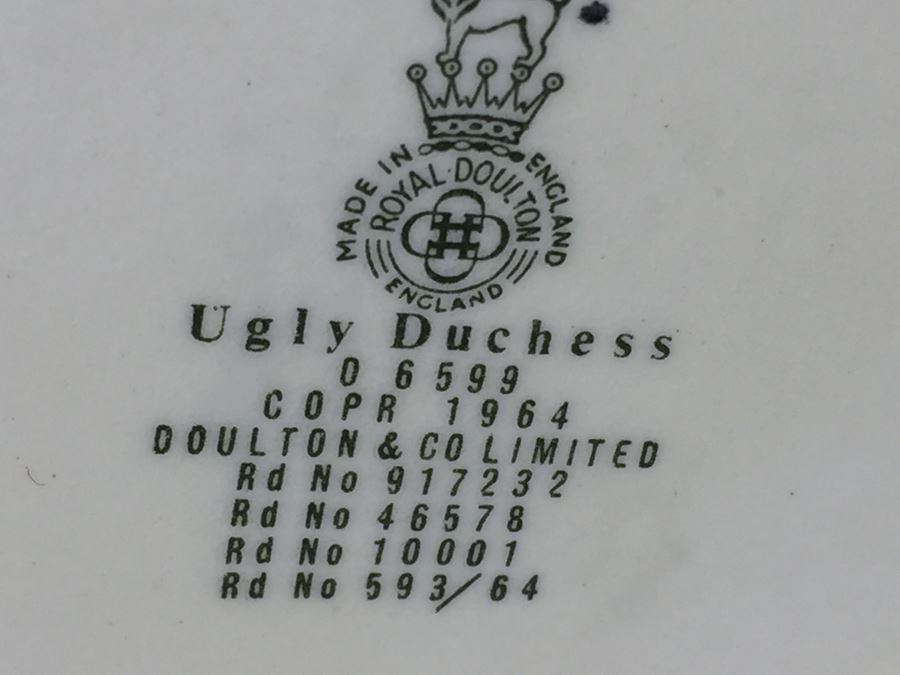 MADE IN ENGLAND
ROYAL·DOULTON
ENGLAND
Ugly Duchess
D 6599
COPR 1964
DOULTON & CO LIMITED
Rd No 917232
Rd No 46578
Rd No 10001
Rd No 593/64